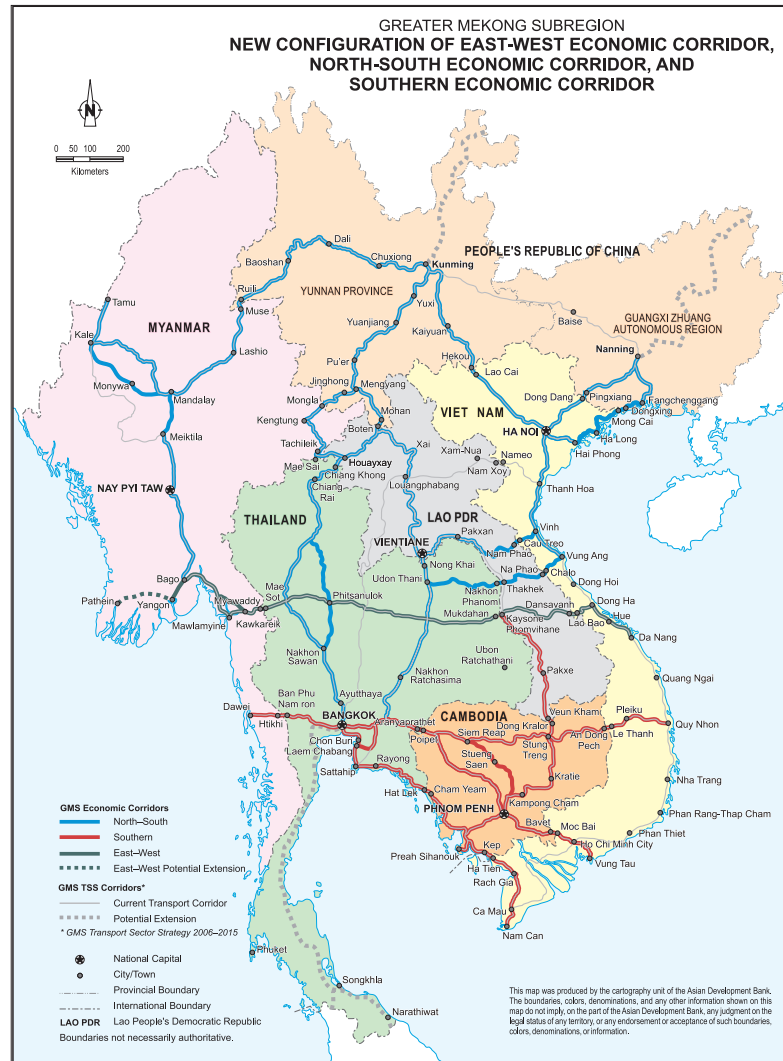 GREATER MEKONG SUBREGION
NEW CONFIGURATION OF EAST-WEST ECONOMIC CORRIDOR,
NORTH-SOUTH ECONOMIC CORRIDOR, AND
SOUTHERN ECONOMIC CORRIDOR
N
0 50 100 200
Kilometers
PEOPLE'S REPUBLIC OF CHINA
Dali
Baoshan
Chuxiong
Kunming
Ruili
YUNNAN PROVINCE
Yuxi
Tamu
Muse
Baise
GUANGXI ZHUANG
AUTONOMOUS REGION
MYANMAR
Yuanjiang
Kaiyuan
Kale
Nanning
Lashio
Pu'er
Hekou
Lao Cai
Monywa
Mandalay
Jinghong
Mengyang
Dong Dang
Pingxiang
Fangchenggang
Dongxing
Mong Cai
Mongla
VIET NAM
Mohan
Kengtung
Boten
HA NOI
Ha Long
Meiktila
Hai Phong
Tachileik
Xai
Xam-Nua
Nameo
Mae Sai
Houayxay
Nam Xoy
Chiang Khong
Louangphabang
Chiang
Rai
NAY PYI TAW
Thanh Hoa
THAILAND
LAO PDR
Pakxan
Vinh
VIENTIANE
Cau Treo
Nam Phao
Vung Ang
Nong Khai
Na Phao
Chalo
Bago
Udon Thani
Mae
Sot
Dong Hoi
Myawaddy
Phitsanulok
Nakhon
Phanom
Thakhek
Pathein
Yangon
Dansavanh
Dong Ha
Mukdahan
Kawkareik
Kaysone
Phomvihane
Lao Bao
Hue
Mawlamyine
Da Nang
Nakhon
Sawan
Ubon
Ratchathani
Nakhon
Ratchasima
Pakxe
Quang Ngai
Ban Phu
Nam ron
Ayutthaya
Dawei
BANGKOK
Aranyaprathet
CAMBODIA
Veun Kham
Dong Kralor
Pleiku
Htikhi
Poipet
Siem Reap
Le Thanh
Quy Nhon
Chon Buri
Laem Chabang
Stueng
Saen
Stung
Treng
An Dong
Pech
Sattahip
Rayong
Kratie
Nha Trang
Hat Lek
Cham Yeam
Kampong Cham
PHNOM PENH
Phan Rang-Thap Cham
Bavet
Moc Bai
Phan Thiet
Preah Sihanouk
Kep
Ho Chi Minh City
Ha Tien
Vung Tau
Rach Gia
Ca Mau
Nam Can
Phuket
Songkhla
Narathiwat
GMS Economic Corridors
North–South
Southern
East–West
East–West Potential Extension
GMS TSS Corridors*
Current Transport Corridor
Potential Extension
* GMS Transport Sector Strategy 2006–2015
National Capital
City/Town
Provincial Boundary
International Boundary
LAO PDR Lao People's Democratic Republic
Boundaries not necessarily authoritative.
This map was produced by the cartography unit of the Asian Development Bank.
The boundaries, colors, denominations, and any other information shown on this
map do not imply, on the part of the Asian Development Bank, any judgment on the
legal status of any territory, or any endorsement or acceptance of such boundaries,
colors, denominations, or information.